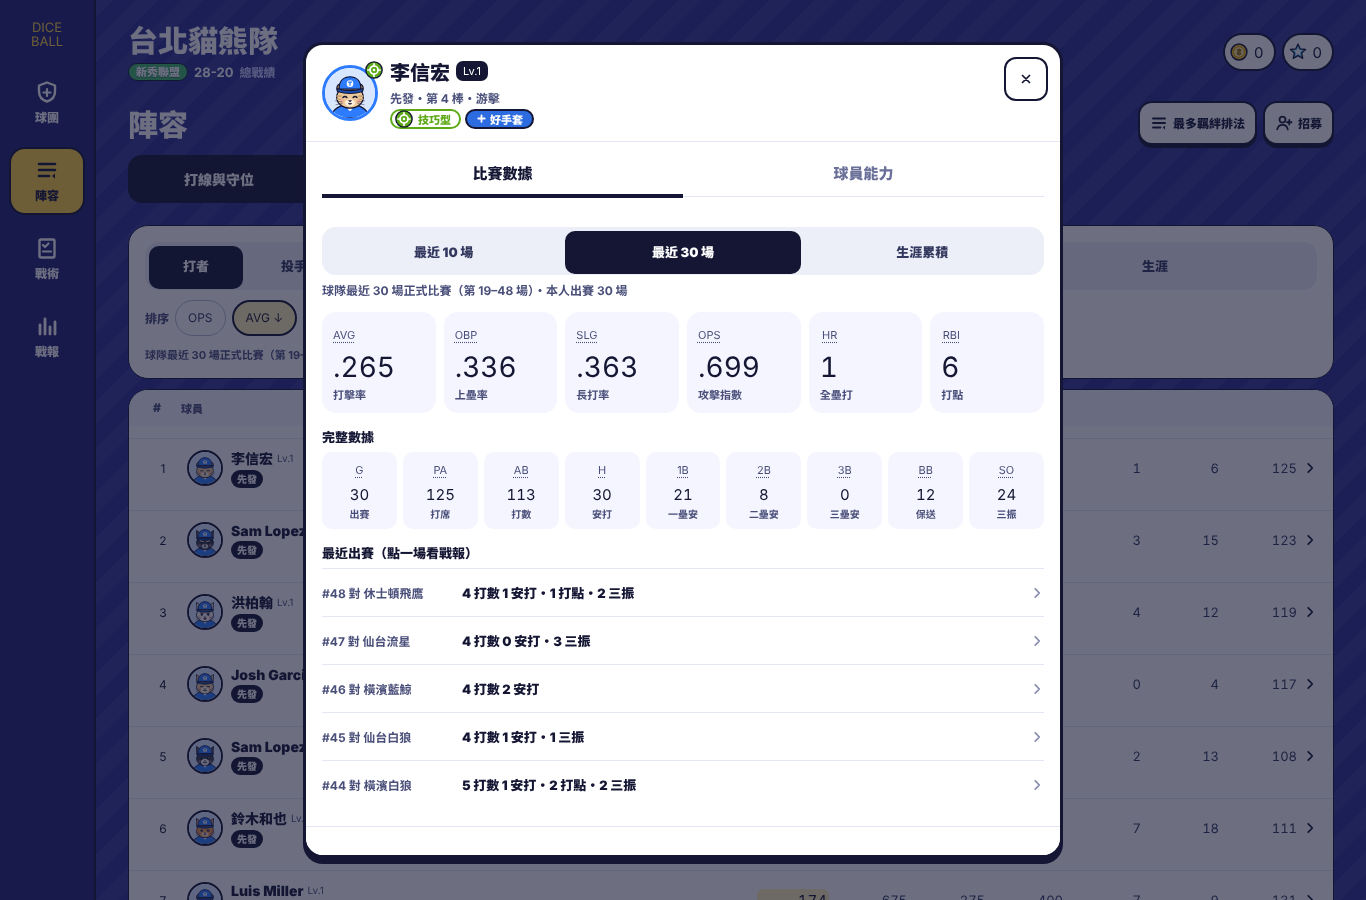 DICE
BALL
球團
陣容
戰術
戰報
台北貓熊隊
新秀聯盟 28-20 總戰績
0 0
陣容
最多羈絆排法 招募
打線與守位
打者 投手 生涯
排序 OPS AVG ↓
球隊最近 30 場正式比賽（第 19-
# 球員
1 李信宏 Lv.1 1 6 125
先發
2 Sam Lopez 3 15 123
先發
3 洪柏翰 Lv.1 4 12 119
先發
4 Josh Garci 0 4 117
先發
5 Sam Lopez 2 13 108
先發
6 鈴木和也 Lv. 7 18 111
先發
Luis Miller Lv.1
李信宏 Lv.1
先發・第 4 棒・游擊
技巧型 + 好手套
×
比賽數據 球員能力
最近 10 場 最近 30 場 生涯累積
球隊最近 30 場正式比賽（第 19–48 場）・本人出賽 30 場
AVG OBP SLG OPS HR RBI
.265 .336 .363 .699 1 6
打擊率 上壘率 長打率 攻擊指數 全壘打 打點
完整數據
G PA AB H 1B 2B 3B BB SO
30 125 113 30 21 8 0 12 24
出賽 打席 打數 安打 一壘安 二壘安 三壘安 保送 三振
最近出賽（點一場看戰報）
#48 對 休士頓飛鷹 4 打數 1 安打・1 打點・2 三振
#47 對 仙台流星 4 打數 0 安打・3 三振
#46 對 橫濱藍鯨 4 打數 2 安打
#45 對 仙台白狼 4 打數 1 安打・1 三振
#44 對 橫濱白狼 5 打數 1 安打・2 打點・2 三振